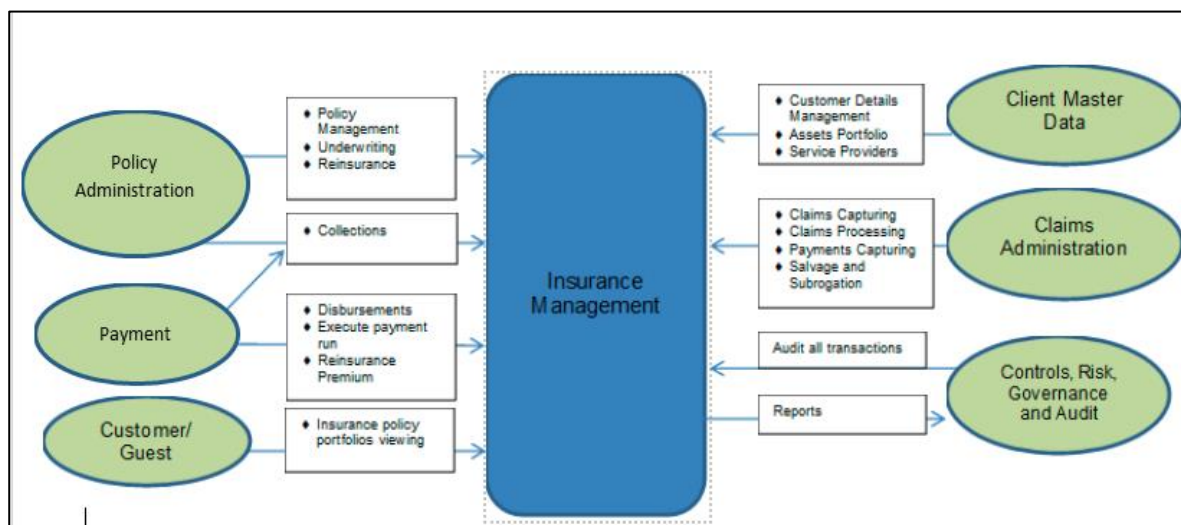 Policy
Administration
♦ Policy
Management
♦ Underwriting
♦ Reinsurance
♦ Collections
Payment
♦ Disbursements
♦ Execute payment
run
♦ Reinsurance
Premium
Customer/
Guest
♦ Insurance policy
portfolios viewing
Insurance
Management
♦ Customer Details
Management
♦ Assets Portfolio
♦ Service Providers
Client Master
Data
♦ Claims Capturing
♦ Claims Processing
♦ Payments Capturing
♦ Salvage and
Subrogation
Claims
Administration
Audit all transactions
Reports
Controls, Risk,
Governance
and Audit